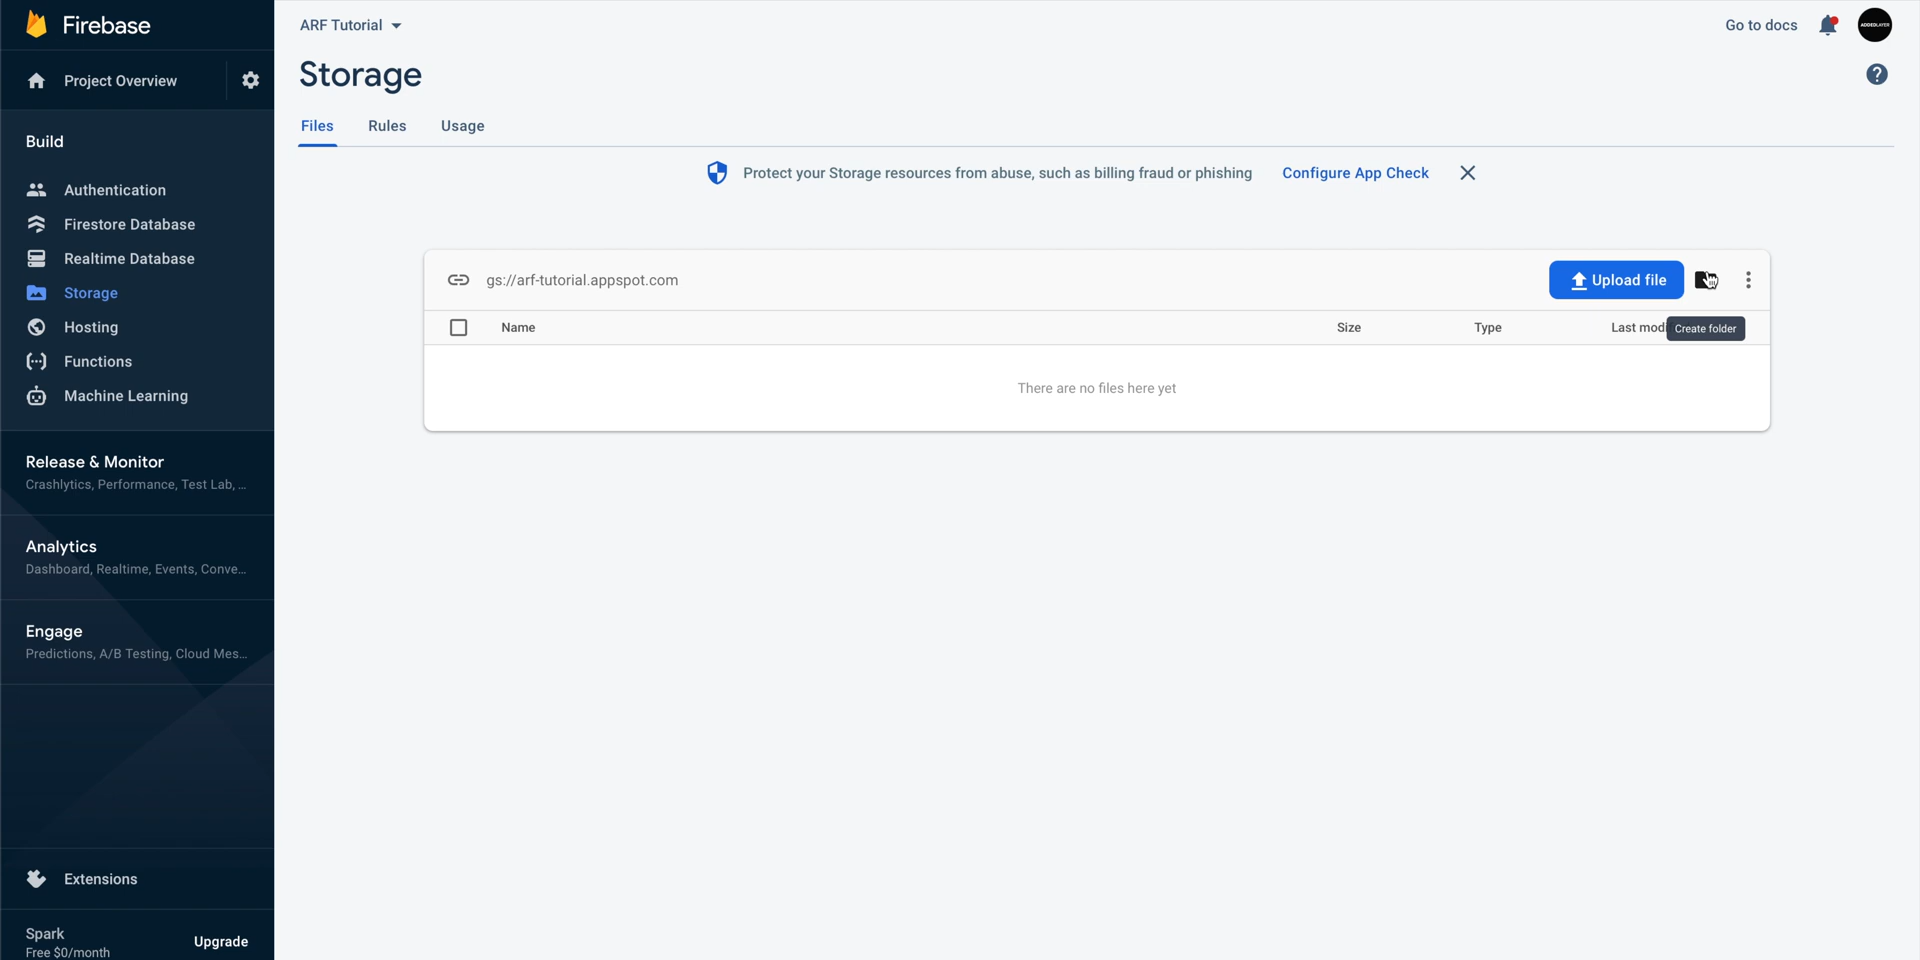 Firebase
Project Overview
Build
Authentication
Firestore Database
Realtime Database
Storage
Hosting
Functions
Machine Learning
Release & Monitor
Crashlytics, Performance, Test Lab, ...
Analytics
Dashboard, Realtime, Events, Conve...
Engage
Predictions, A/B Testing, Cloud Mes...
Extensions
Spark
Free $0/month
Upgrade
ARF Tutorial
Go to docs
ADDEDLAYER
Storage
Files Rules Usage
Protect your Storage resources from abuse, such as billing fraud or phishing Configure App Check
gs://arf-tutorial.appspot.com
Upload file
Name Size Type Last modi
Create folder
There are no files here yet